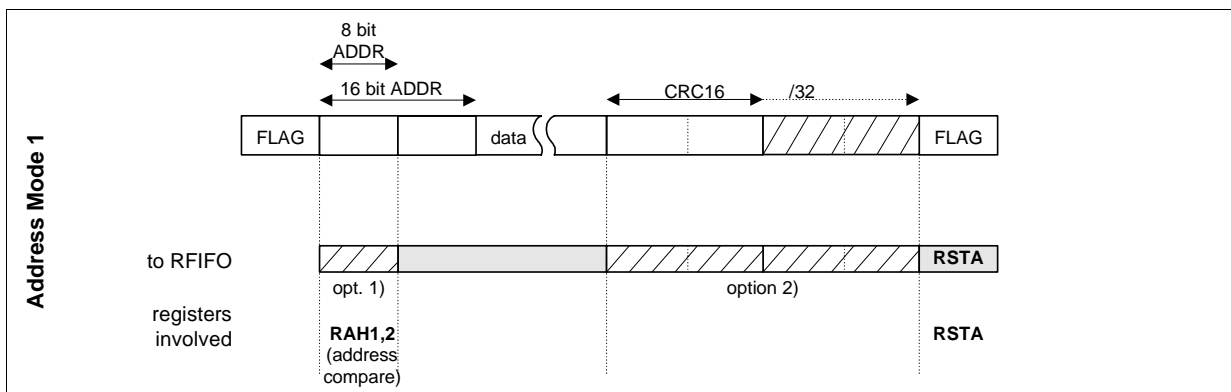 Address Mode 1
8 bit
ADDR
16 bit ADDR
CRC16
/32
FLAG
data
FLAG
to RFIFO
RSTA
opt. 1)
option 2)
registers
involved
RAH1,2
(address
compare)
RSTA